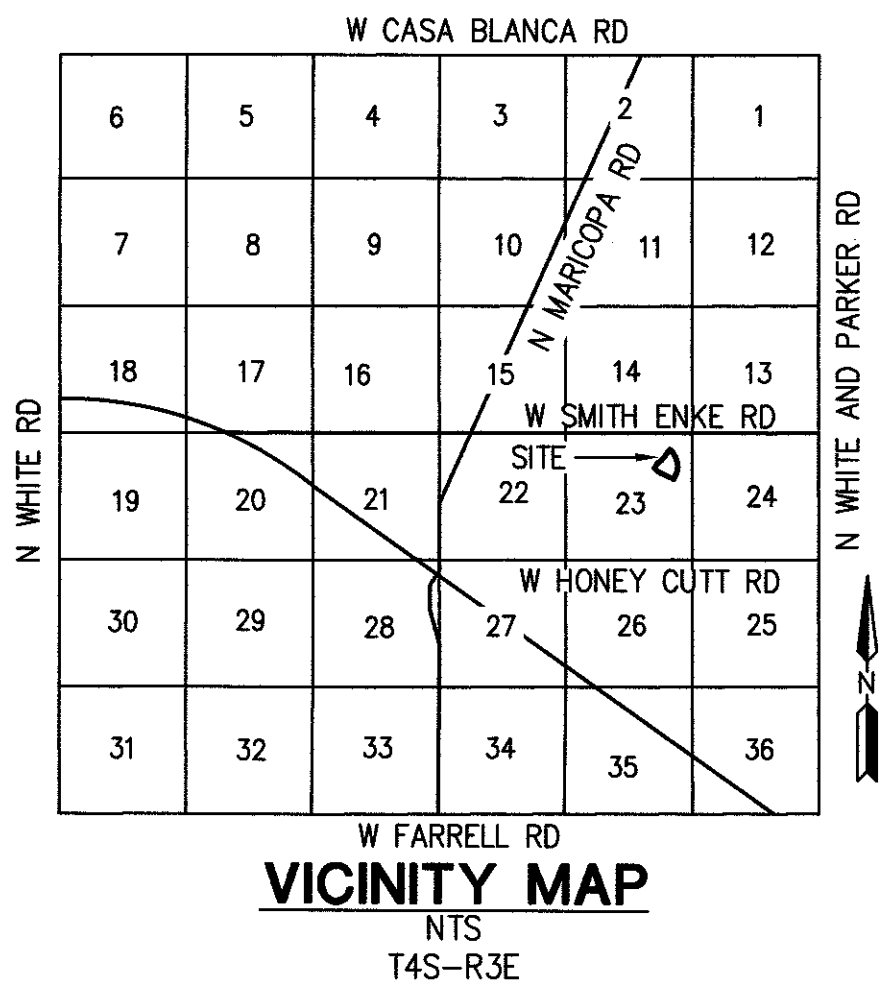 W CASA BLANCA RD
6 5 4 3 2 1
N MARICOPA RD
7 8 9 10 11 12
18 17 16 15 14 13
W SMITH ENKE RD
SITE
19 20 21 22 23 24
W HONEY CUTT RD
30 29 28 27 26 25
31 32 33 34 35 36
N WHITE RD
N WHITE AND PARKER RD
N
W FARRELL RD
VICINITY MAP
NTS
T4S-R3E